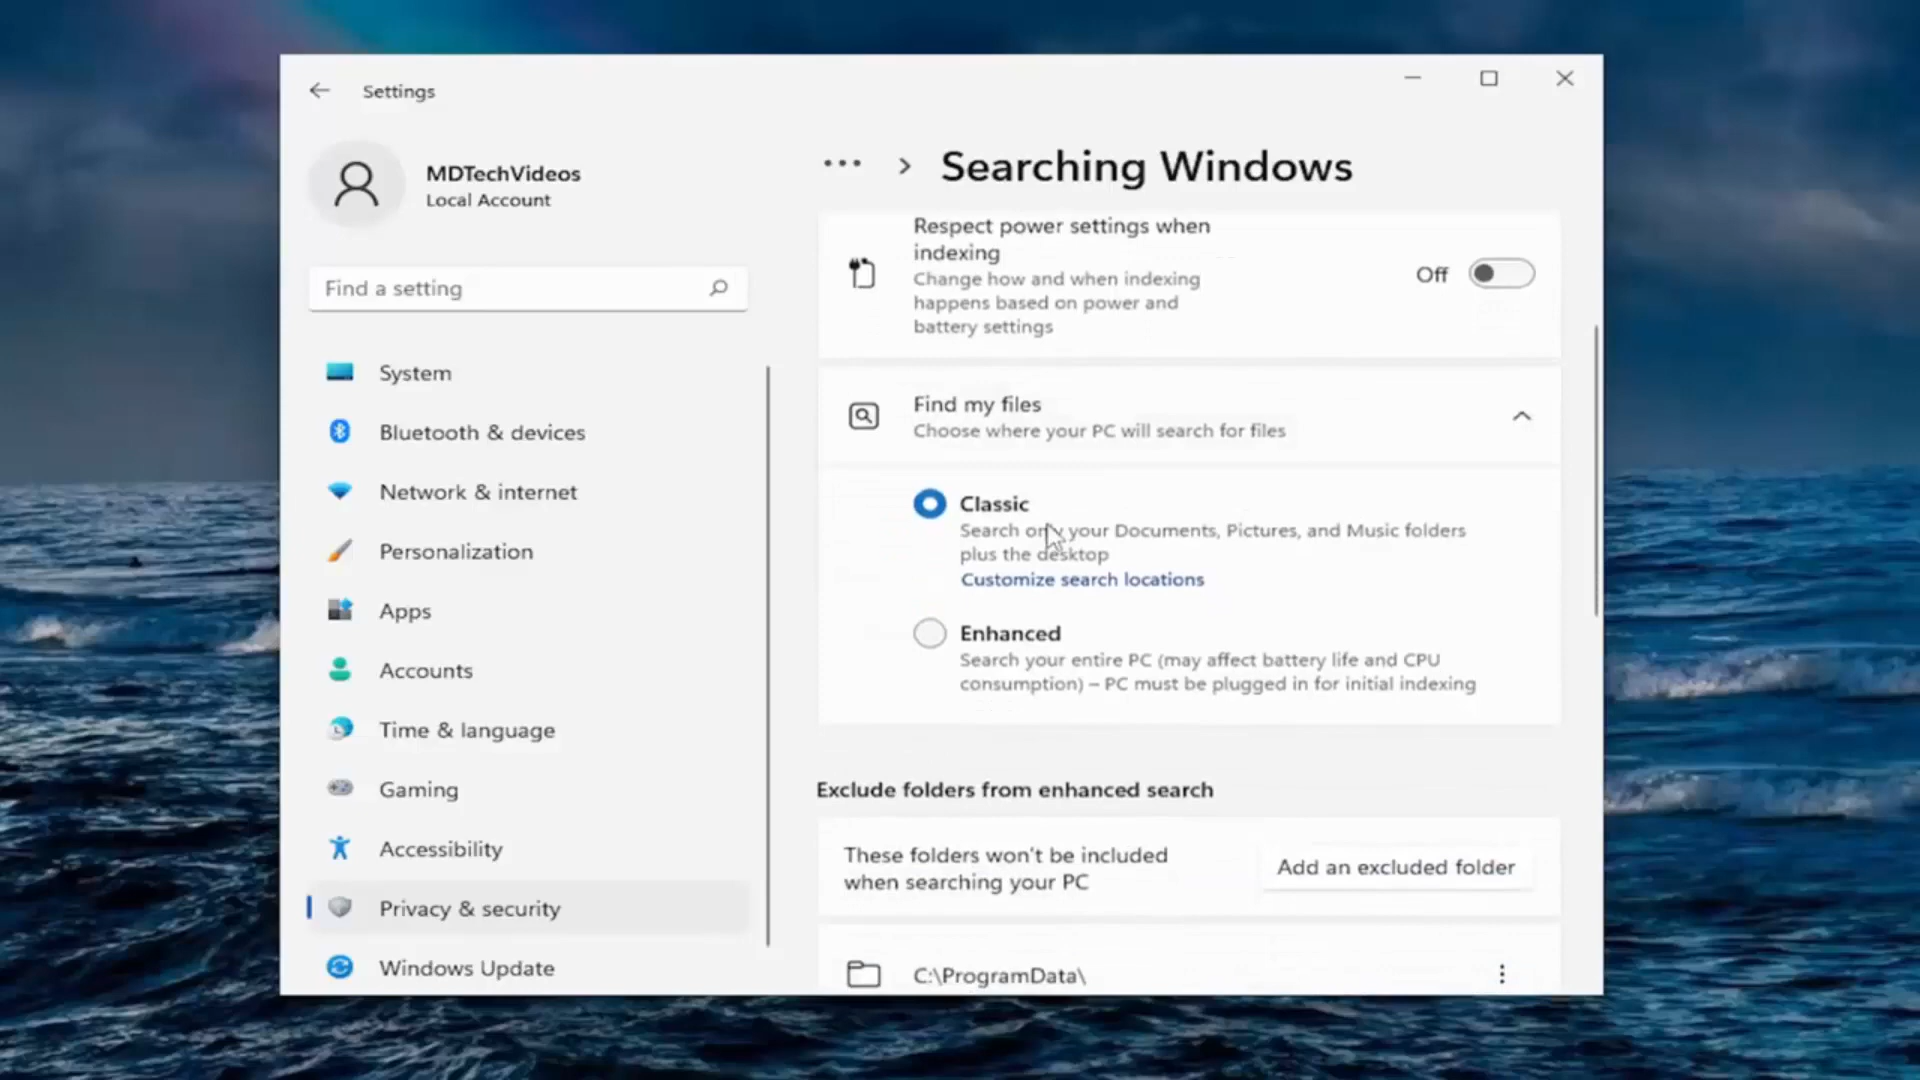 Settings
MDTechVideos
Local Account
Find a setting
System
Bluetooth & devices
Network & internet
Personalization
Apps
Accounts
Time & language
Gaming
Accessibility
Privacy & security
Windows Update
Searching Windows
Respect power settings when
indexing
Change how and when indexing
happens based on power and
battery settings
Off
Find my files
Choose where your PC will search for files
Classic
Search only your Documents, Pictures, and Music folders
plus the desktop
Customize search locations
Enhanced
Search your entire PC (may affect battery life and CPU
consumption) – PC must be plugged in for initial indexing
Exclude folders from enhanced search
These folders won't be included
when searching your PC
Add an excluded folder
C:\ProgramData\